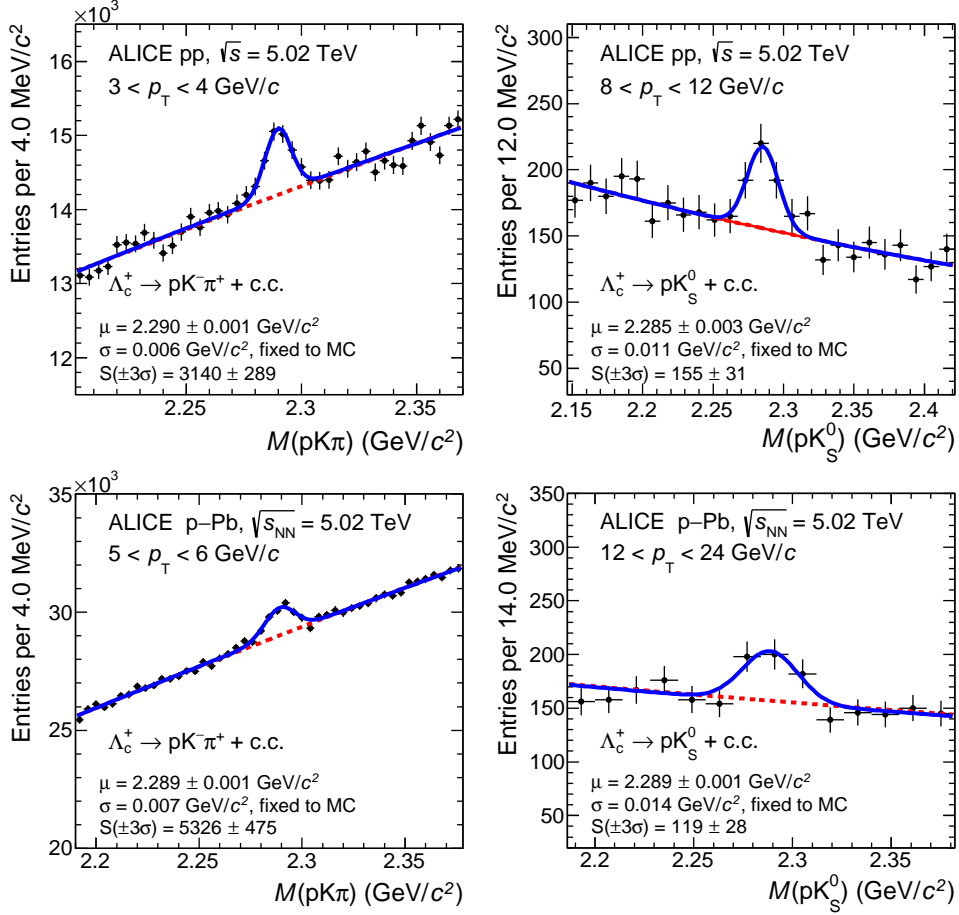 ×10³
Entries per 4.0 MeV/c²
16
15
14
13
12
ALICE pp, √s = 5.02 TeV
3 < p_T < 4 GeV/c
Λ_c⁺ → pK⁻π⁺ + c.c.
μ = 2.290 ± 0.001 GeV/c²
σ = 0.006 GeV/c², fixed to MC
S(±3σ) = 3140 ± 289
2.25 2.3 2.35
M(pKπ) (GeV/c²)
Entries per 12.0 MeV/c²
300
250
200
150
100
50
ALICE pp, √s = 5.02 TeV
8 < p_T < 12 GeV/c
Λ_c⁺ → pK_S⁰ + c.c.
μ = 2.285 ± 0.003 GeV/c²
σ = 0.011 GeV/c², fixed to MC
S(±3σ) = 155 ± 31
2.15 2.2 2.25 2.3 2.35 2.4
M(pK_S⁰) (GeV/c²)
×10³
Entries per 4.0 MeV/c²
35
30
25
20
ALICE p−Pb, √s_NN = 5.02 TeV
5 < p_T < 6 GeV/c
Λ_c⁺ → pK⁻π⁺ + c.c.
μ = 2.289 ± 0.001 GeV/c²
σ = 0.007 GeV/c², fixed to MC
S(±3σ) = 5326 ± 475
2.2 2.25 2.3 2.35
M(pKπ) (GeV/c²)
Entries per 14.0 MeV/c²
350
300
250
200
150
100
50
ALICE p−Pb, √s_NN = 5.02 TeV
12 < p_T < 24 GeV/c
Λ_c⁺ → pK_S⁰ + c.c.
μ = 2.289 ± 0.001 GeV/c²
σ = 0.014 GeV/c², fixed to MC
S(±3σ) = 119 ± 28
2.2 2.25 2.3 2.35
M(pK_S⁰) (GeV/c²)